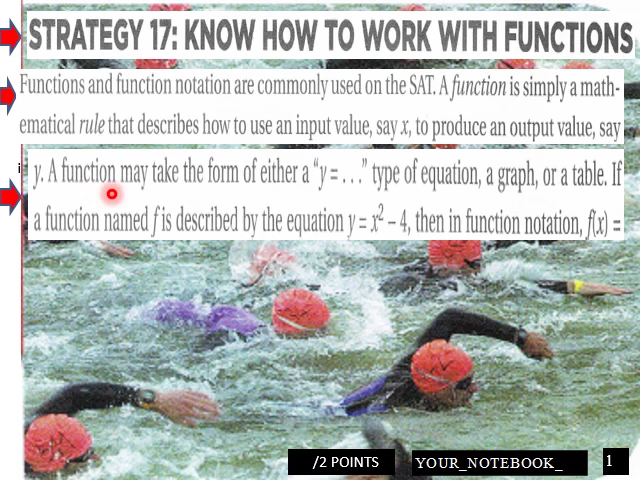 STRATEGY 17: KNOW HOW TO WORK WITH FUNCTIONS
Functions and function notation are commonly used on the SAT. A function is simply a math-
ematical rule that describes how to use an input value, say x, to produce an output value, say
y. A function may take the form of either a “y = . . .” type of equation, a graph, or a table. If
a function named f is described by the equation y = x² – 4, then in function notation, f(x) =
/2 POINTS
YOUR_NOTEBOOK_
1